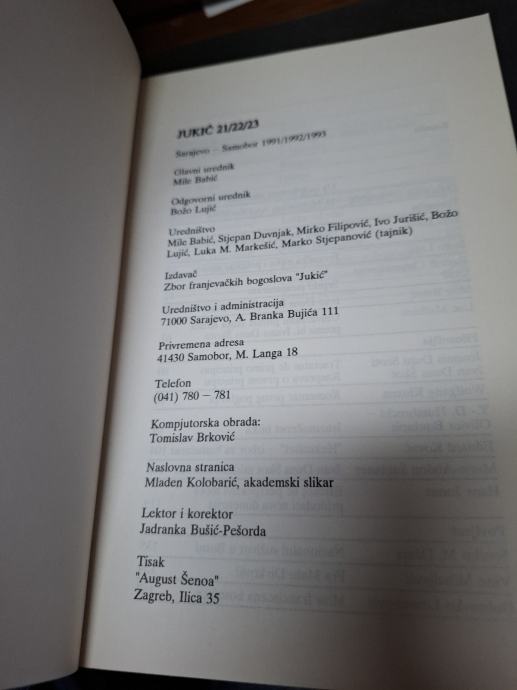 JUKIĆ 21/22/23
Sarajevo – Samobor 1991/1992/1993
Glavni urednik
Mile Babić
Odgovorni urednik
Božo Lujić
Uredništvo
Mile Babić, Stjepan Duvnjak, Mirko Filipović, Ivo Jurišić, Božo
Lujić, Luka M. Markešić, Marko Stjepanović (tajnik)
Izdavač
Zbor franjevačkih bogoslova "Jukić"
Uredništvo i administracija
71000 Sarajevo, A. Branka Bujića 111
Privremena adresa
41430 Samobor, M. Langa 18
Telefon
(041) 780 – 781
Kompjutorska obrada:
Tomislav Brković
Naslovna stranica
Mladen Kolobarić, akademski slikar
Lektor i korektor
Jadranka Bušić-Pešorda
Tisak
"August Šenoa"
Zagreb, Ilica 35